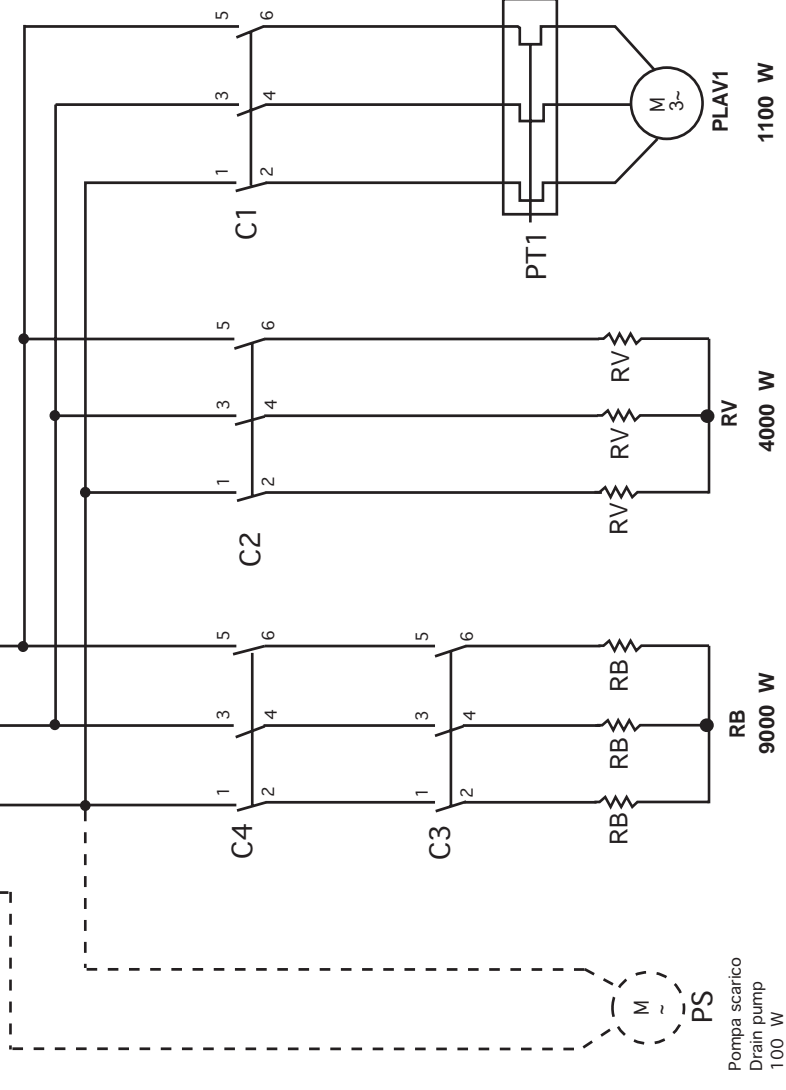 C4
1 3 5
2 4 6
C3
1 3 5
2 4 6
RB RB RB
RB
9000 W
C2
1 3 5
2 4 6
RV RV RV
RV
4000 W
C1
1 3 5
2 4 6
PT1
M
3~
PLAV1
1100 W
M
~
PS
Pompa scarico
Drain pump
100 W